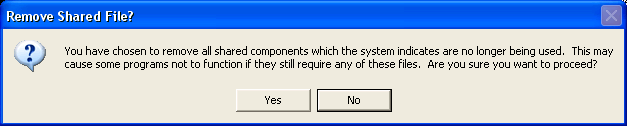 Remove Shared File?
You have chosen to remove all shared components which the system indicates are no longer being used.  This may
cause some programs not to function if they still require any of these files.  Are you sure you want to proceed?
Yes No